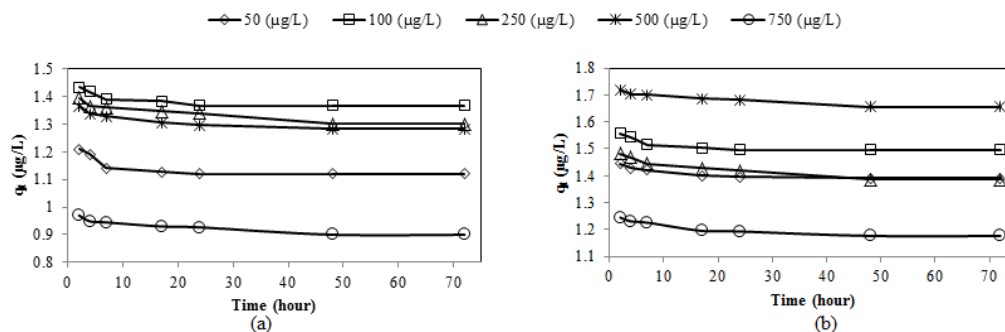 50 (µg/L) 100 (µg/L) 250 (µg/L) 500 (µg/L) 750 (µg/L)
1.5
1.4
1.3
1.2
1.1
1
0.9
0.8
qt (µg/L)
0 10 20 30 40 50 60 70
Time (hour)
(a)
1.8
1.7
1.6
1.5
1.4
1.3
1.2
1.1
qt (µg/L)
0 10 20 30 40 50 60 70
Time (hour)
(b)